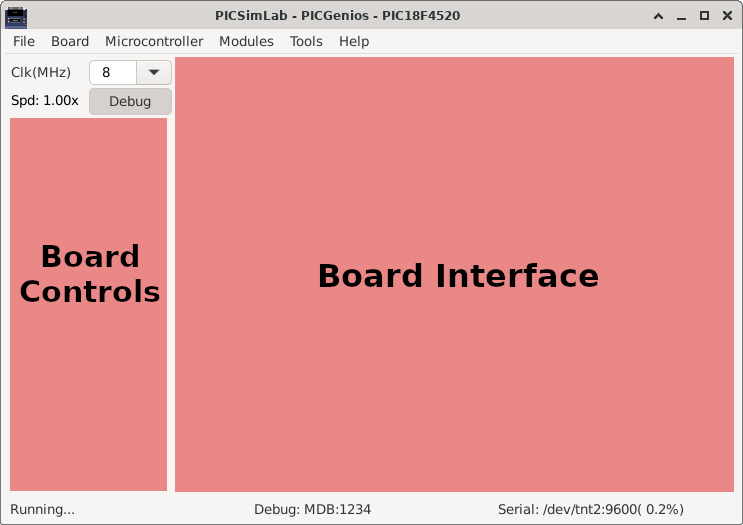 PICSimLab - PICGenios - PIC18F4520
File Board Microcontroller Modules Tools Help
Clk(MHz) 8
Spd: 1.00x Debug
Board
Controls
Board Interface
Running... Debug: MDB:1234 Serial: /dev/tnt2:9600( 0.2%)